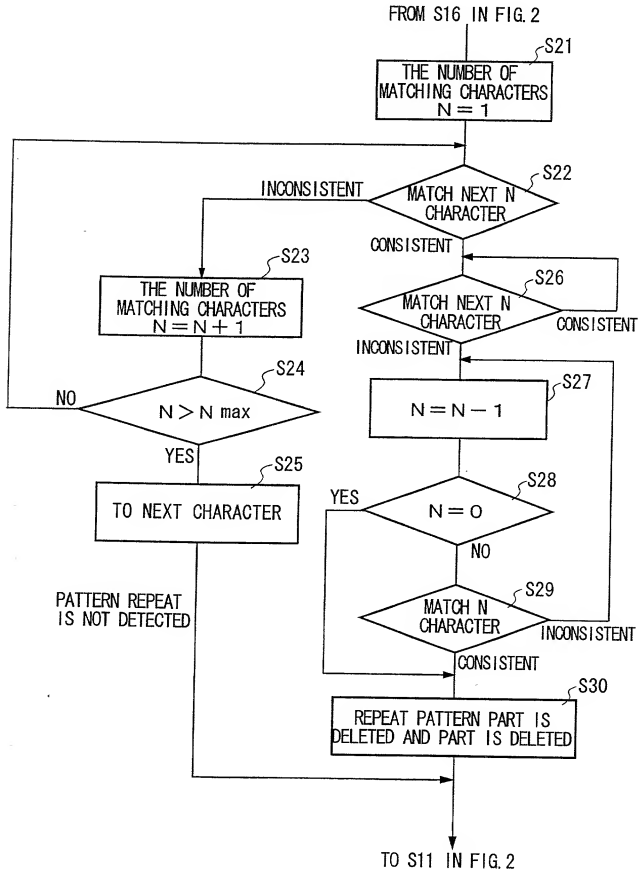 FROM S16 IN FIG. 2
S21
THE NUMBER OF
MATCHING CHARACTERS
N=1
S22
MATCH NEXT N
CHARACTER
INCONSISTENT
CONSISTENT
S23
THE NUMBER OF
MATCHING CHARACTERS
N=N+1
S26
MATCH NEXT N
CHARACTER
CONSISTENT
INCONSISTENT
S24
N>N max
NO
YES
S27
N=N-1
S25
TO NEXT CHARACTER
S28
N=0
YES
NO
PATTERN REPEAT
IS NOT DETECTED
S29
MATCH N
CHARACTER
INCONSISTENT
CONSISTENT
S30
REPEAT PATTERN PART IS
DELETED AND PART IS DELETED
TO S11 IN FIG. 2